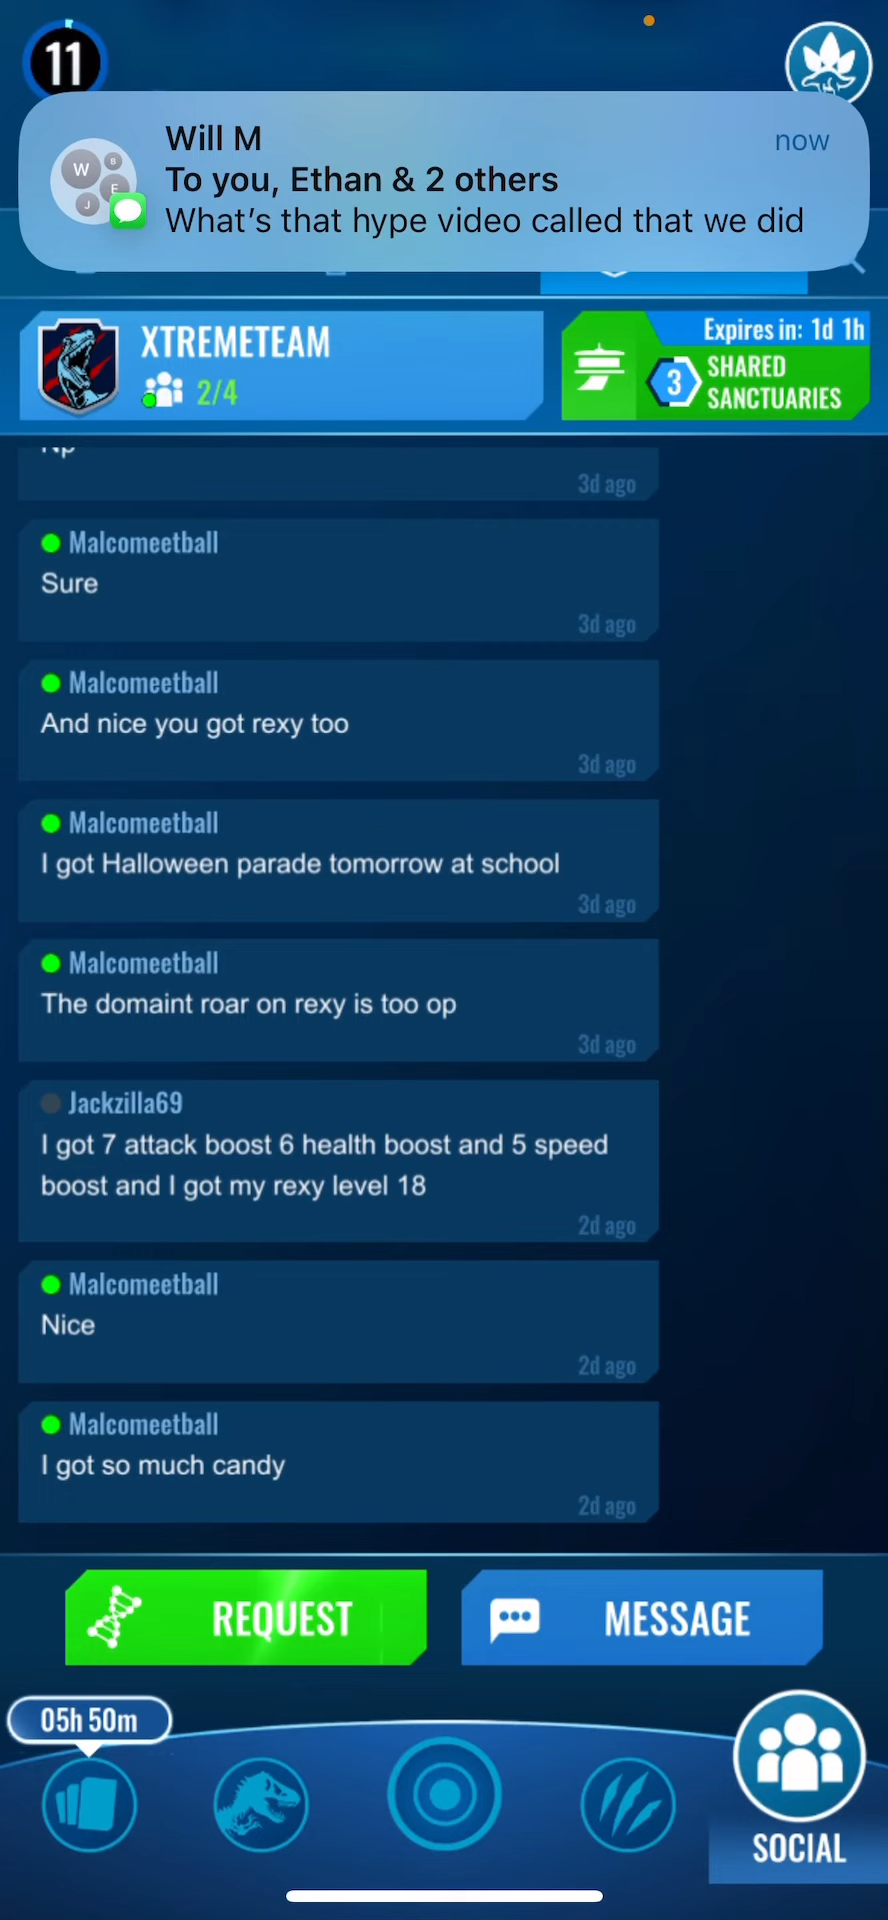 11
Will M
now
To you, Ethan & 2 others
What's that hype video called that we did
W
B
E
J
XTREMETEAM
2/4
Expires in: 1d 1h
3
SHARED
SANCTUARIES
3d ago
Malcomeetball
Sure
3d ago
Malcomeetball
And nice you got rexy too
3d ago
Malcomeetball
I got Halloween parade tomorrow at school
3d ago
Malcomeetball
The domaint roar on rexy is too op
3d ago
Jackzilla69
I got 7 attack boost 6 health boost and 5 speed
boost and I got my rexy level 18
2d ago
Malcomeetball
Nice
2d ago
Malcomeetball
I got so much candy
2d ago
REQUEST
MESSAGE
05h 50m
SOCIAL